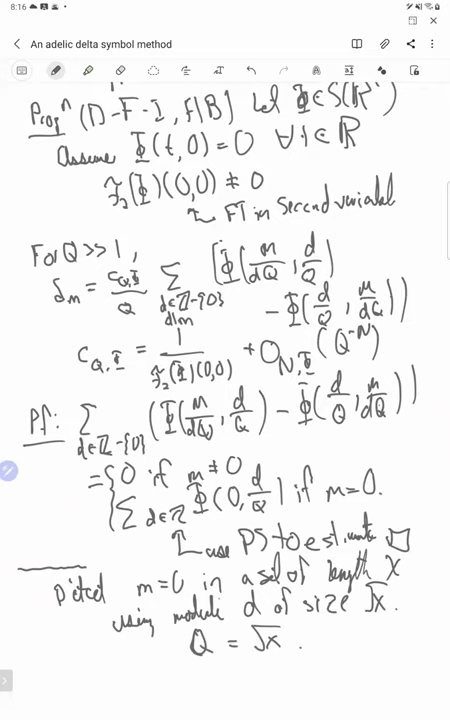 8:16
85%
An adelic delta symbol method
Propⁿ (D-F-I, H B) Let Φ∈S(ℝ²)
Assume Φ(t,0)=0 ∀t∈ℝ
ℱ₂(Φ)(0,0) ≠ 0
↖ FT in second variable
For Q>>1,
δ_m = c_{Q,Φ}/Q Σ_{d∈ℤ-{0}, d|m} (Φ(m/dQ, d/Q)
- Φ(d/Q, m/dQ))
c_{Q,Φ} = 1/ℱ₂(Φ)(0,0) + O_{N,Φ}(Q^{-N})
Pf: Σ_{d∈ℤ-{0}} (Φ(m/dQ, d/Q) - Φ(d/Q, m/dQ))
= {0 if m≠0
{Σ_{d∈ℤ} Φ(0, d/Q) if m=0.
↖ use PS to estimate □
Detect m=0 in a set of length X
using moduli d of size √X.
Q = √X.